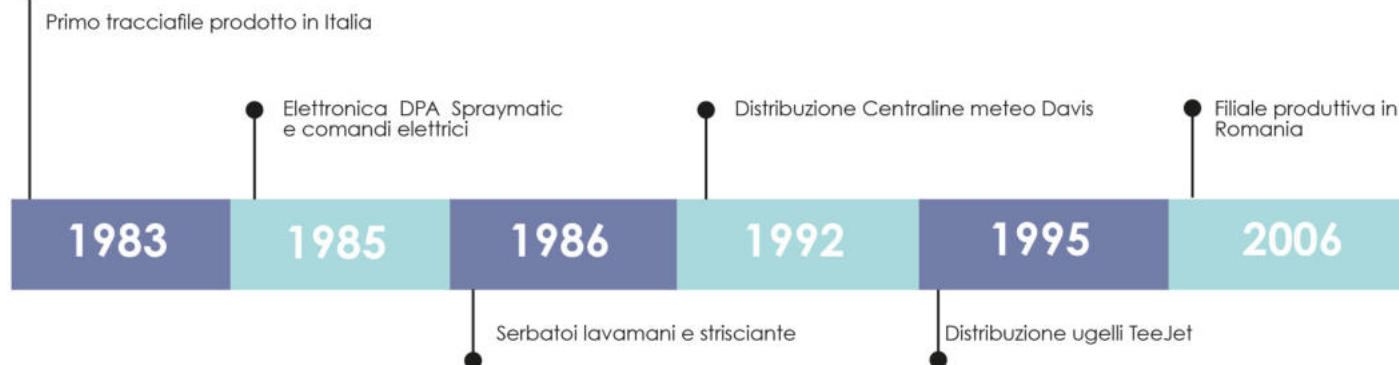 Primo tracciafile prodotto in Italia
Elettronica DPA Spraymatic
e comandi elettrici
Distribuzione Centraline meteo Davis
Filiale produttiva in
Romania
1983
1985
1986
1992
1995
2006
Serbatoi lavamani e strisciante
Distribuzione ugelli TeeJet